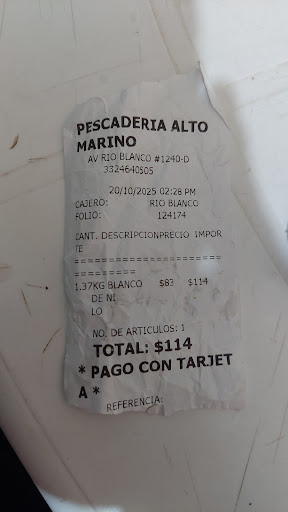 PESCADERIA ALTO
MARINO
AV RIO BLANCO #1240-D
3324640505
20/10/2025 02:28 PM
CAJERO: RIO BLANCO
FOLIO: 124174
CANT. DESCRIPCIONPRECIO IMPOR
TE
==========================
==========
1.37KG BLANCO $83 $114
DE NI
LO
NO. DE ARTICULOS: 1
TOTAL: $114
* PAGO CON TARJET
A *
REFERENCIA: